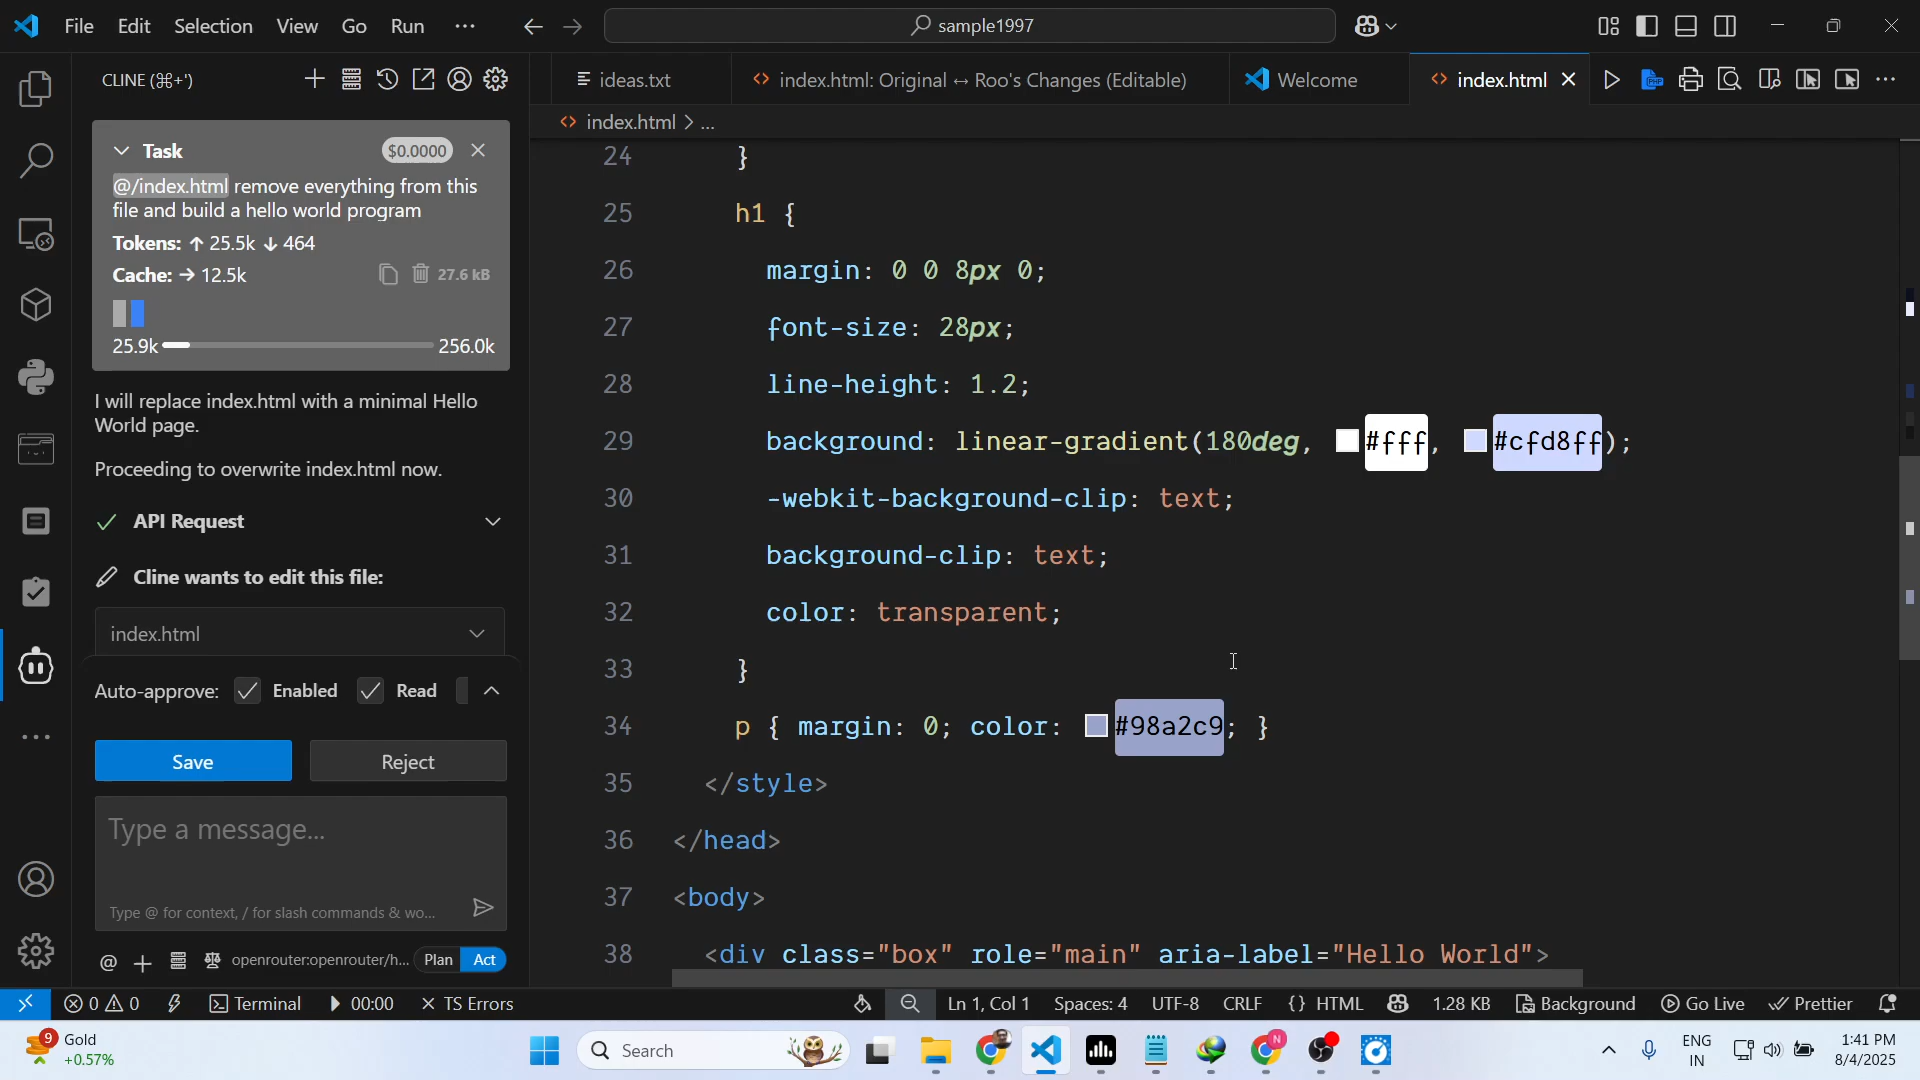 File Edit Selection View Go Run ··· sample1997
CLINE (⌘+')
ideas.txt index.html: Original ↔ Roo's Changes (Editable) Welcome index.html
index.html > ...
Task $0.0000
@/index.html remove everything from this
file and build a hello world program
Tokens: ↑ 25.5k ↓ 464
Cache: → 12.5k 27.6 kB
25.9k 256.0k
I will replace index.html with a minimal Hello
World page.
Proceeding to overwrite index.html now.
API Request
Cline wants to edit this file:
index.html
Auto-approve: Enabled Read
Save Reject
Type a message...
Type @ for context, / for slash commands & wo...
@ openrouter:openrouter/h... Plan Act
24 }
25 h1 {
26 margin: 0 0 8px 0;
27 font-size: 28px;
28 line-height: 1.2;
29 background: linear-gradient(180deg, #fff, #cfd8ff);
30 -webkit-background-clip: text;
31 background-clip: text;
32 color: transparent;
33 }
34 p { margin: 0; color: #98a2c9; }
35 </style>
36 </head>
37 <body>
38 <div class="box" role="main" aria-label="Hello World">
0 0 Terminal 00:00 TS Errors Ln 1, Col 1 Spaces: 4 UTF-8 CRLF {} HTML 1.28 KB Background Go Live Prettier
9 Gold
+0.57%
Search
N
ENG
IN
1:41 PM
8/4/2025